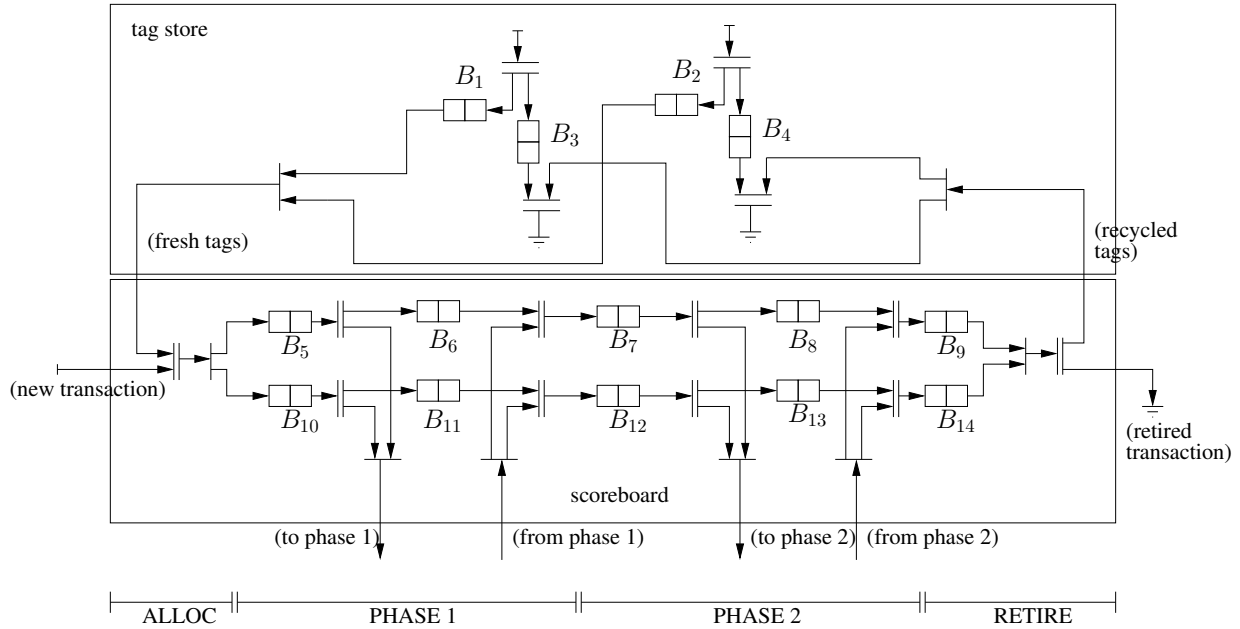 tag store
B₁
B₂
B₃
B₄
(fresh tags)
(recycled
tags)
B₅
B₆
B₇
B₈
B₉
(new transaction)
B₁₀
B₁₁
B₁₂
B₁₃
B₁₄
(retired
transaction)
scoreboard
(to phase 1)
(from phase 1)
(to phase 2)
(from phase 2)
ALLOC
PHASE 1
PHASE 2
RETIRE